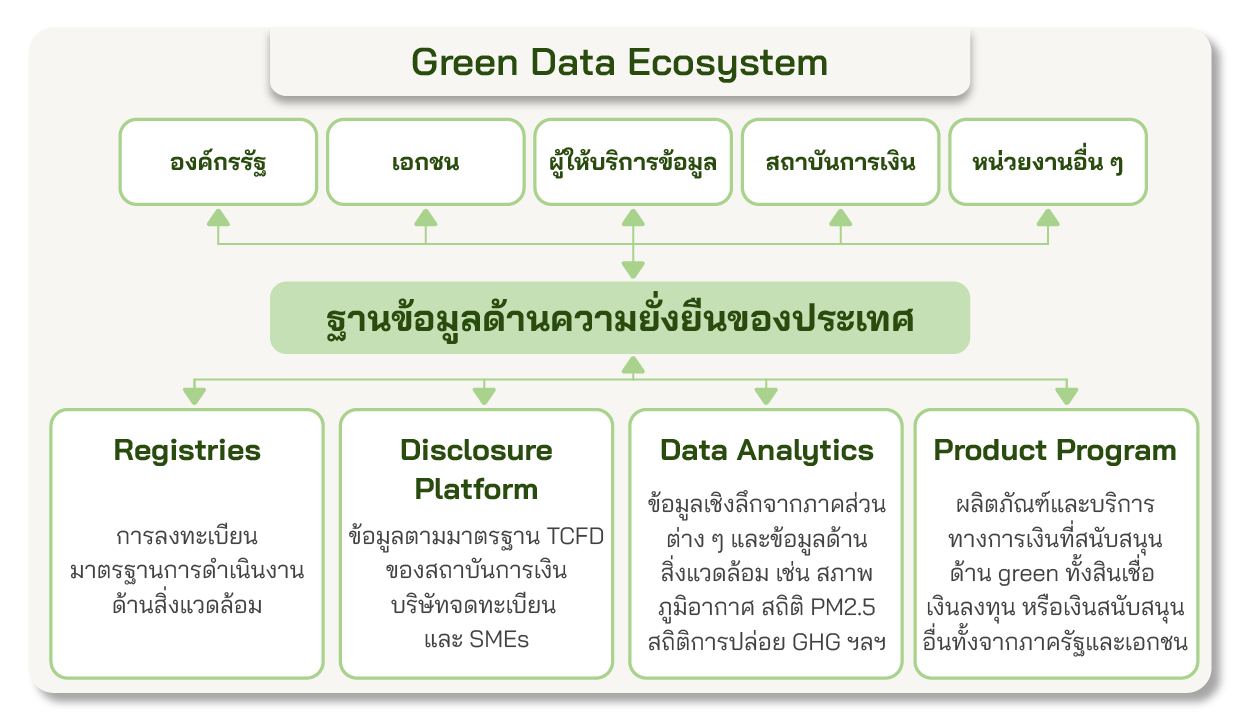 Green Data Ecosystem
องค์กรรัฐ
เอกชน
ผู้ให้บริการข้อมูล
สถาบันการเงิน
หน่วยงานอื่น ๆ
ฐานข้อมูลด้านความยั่งยืนของประเทศ
Registries
การลงทะเบียน
มาตรฐานการดำเนินงาน
ด้านสิ่งแวดล้อม
Disclosure
Platform
ข้อมูลตามมาตรฐาน TCFD
ของสถาบันการเงิน
บริษัทจดทะเบียน
และ SMEs
Data Analytics
ข้อมูลเชิงลึกจากภาคส่วน
ต่าง ๆ และข้อมูลด้าน
สิ่งแวดล้อม เช่น สภาพ
ภูมิอากาศ สถิติ PM2.5
สถิติการปล่อย GHG ฯลฯ
Product Program
ผลิตภัณฑ์และบริการ
ทางการเงินที่สนับสนุน
ด้าน green ทั้งสินเชื่อ
เงินลงทุน หรือเงินสนับสนุน
อื่นทั้งจากภาครัฐและเอกชน